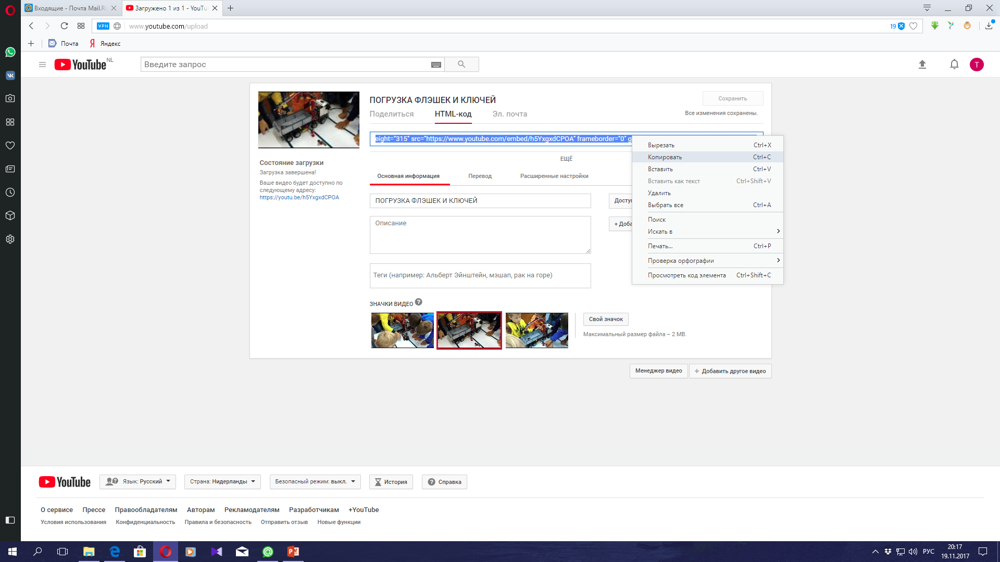 Входящие - Почта Mail.Ru
Загружено 1 из 1 - YouTu
VPN
www.youtube.com/upload
19
Почта
Яндекс
YouTube NL
Введите запрос
T
ПОГРУЗКА ФЛЭШЕК И КЛЮЧЕЙ
Сохранить
Поделиться
HTML-код
Эл. почта
Все изменения сохранены.
eight="315" src="https://www.youtube.com/embed/h5YxgxdCPOA" frameborder="0" g
ЕЩЁ
Состояние загрузки
Загрузка завершена!
Ваше видео будет доступно по
следующему адресу:
https://youtu.be/h5YxgxdCPOA
Основная информация
Перевод
Расширенные настройки
ПОГРУЗКА ФЛЭШЕК И КЛЮЧЕЙ
Досту
Описание
+ Доба
Теги (например: Альберт Эйнштейн, мэшап, рак на горе)
Вырезать Ctrl+X
Копировать Ctrl+C
Вставить Ctrl+V
Вставить как текст Ctrl+Shift+V
Удалить
Выбрать все Ctrl+A
Поиск
Искать в
Печать... Ctrl+P
Проверка орфографии
Просмотреть код элемента Ctrl+Shift+C
ЗНАЧКИ ВИДЕО ?
Свой значок
Максимальный размер файла – 2 MB.
Менеджер видео
+ Добавить другое видео
YouTube
Язык: Русский
Страна: Нидерланды
Безопасный режим: выкл.
История
Справка
О сервисе Прессе Правообладателям Авторам Рекламодателям Разработчикам +YouTube
Условия использования Конфиденциальность Правила и безопасность Отправить отзыв Новые функции
РУС
20:17
19.11.2017